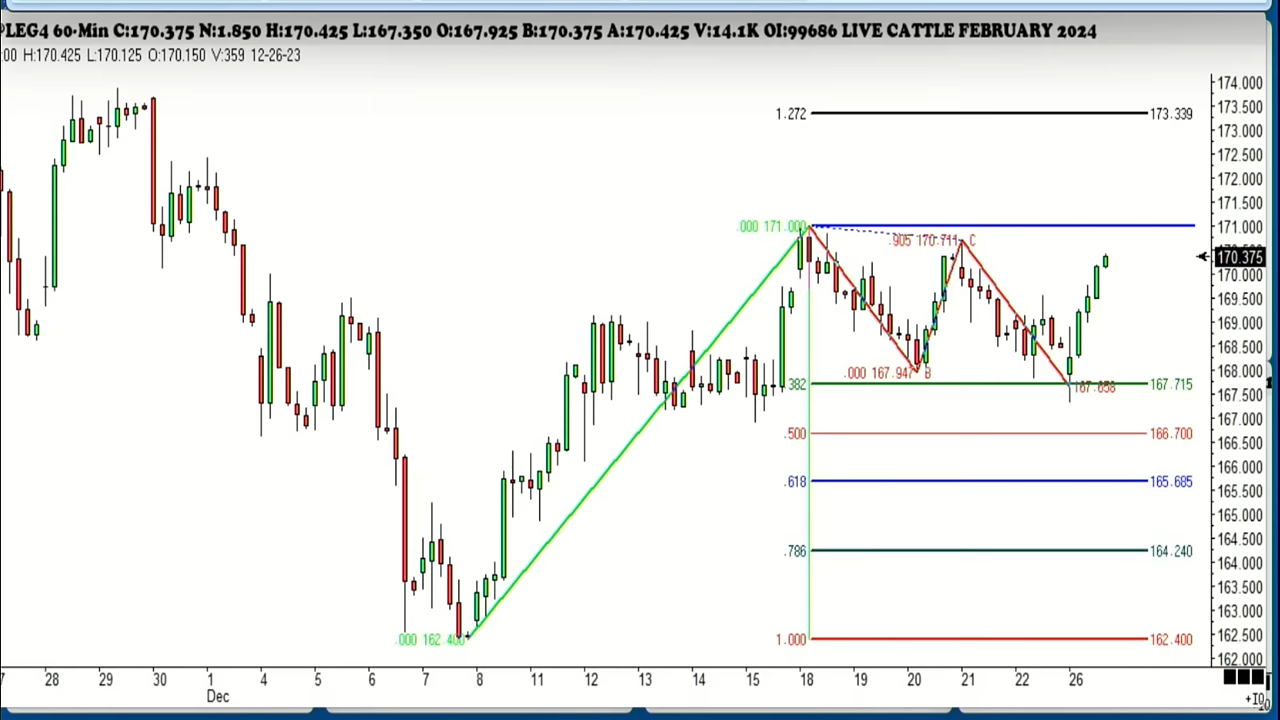 @LEG4 60-Min C:170.375 N:1.850 H:170.425 L:167.350 O:167.925 B:170.375 A:170.425 V:14.1K OI:99686 LIVE CATTLE FEBRUARY 2024
:00 H:170.425 L:170.125 O:170.150 V:359 12-26-23
174.000
1.272 173.339 173.500
173.000
172.500
172.000
171.500
.000 171.000 171.000
.905 170.711 C
170.375
170.000
169.500
169.000
168.500
.000 167.947 B 168.000
.382 167.658 167.715
167.500
167.000
.500 166.700
166.500
166.000
.618 165.685
165.500
165.000
164.500
.786 164.240
164.000
163.500
163.000
.000 162.400 1.000 162.400 162.500
162.000
7 28 29 30 1 4 5 6 7 8 11 12 13 14 15 18 19 20 21 22 26
Dec